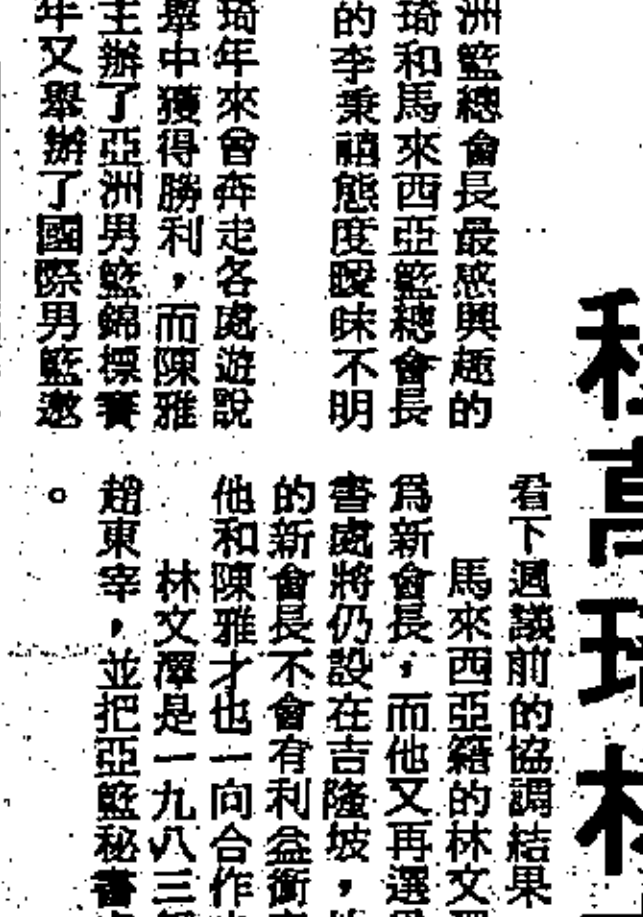 洲籃總會長最感興趣的
琦和馬來西亞籃總會長
的李秉禧態度曖昧不明
琦年來曾奔走各處遊說
舉中獲得勝利，而陳雅
主辦了亞洲男籃錦標賽
年又舉辦了國際男籃邀
看下週議前的協調結果
馬來西亞籍的林文
爲新會長，而他又再選
書處將仍設在吉隆坡，
的新會長不會有利益衝
他和陳雅才也一向合作
林文澤是一九八三
趙東宰，並把亞籃秘書
。